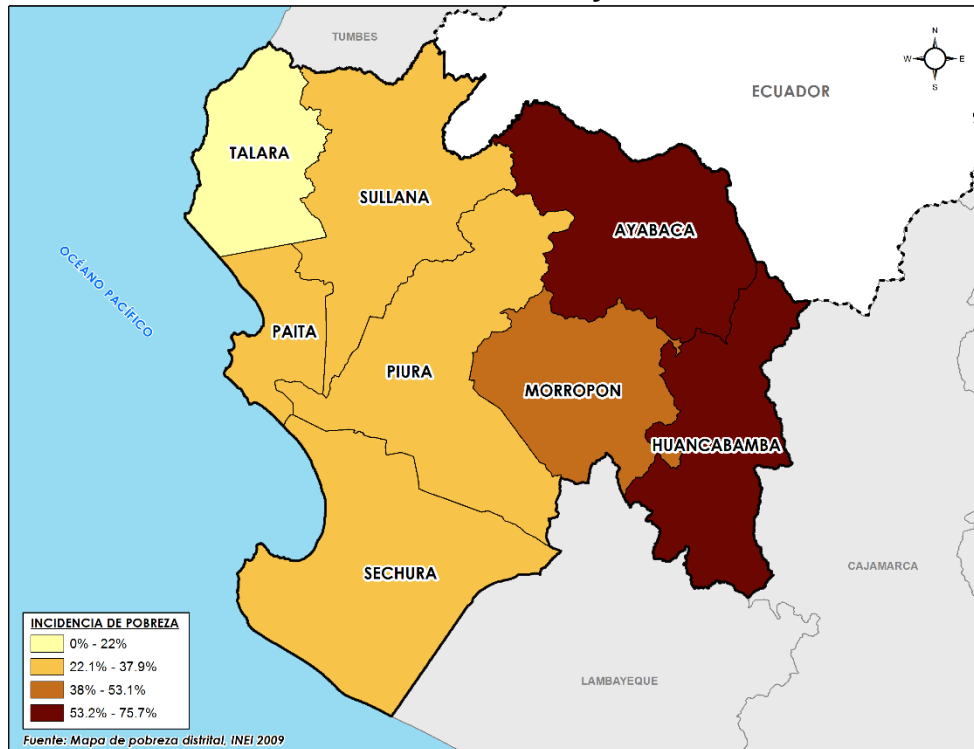 TUMBES
N
W
E
S
ECUADOR
TALARA
SULLANA
AYABACA
OCÉANO PACÍFICO
PAITA
PIURA
MORROPON
HUANCABAMBA
SECHURA
CAJAMARCA
LAMBAYEQUE
INCIDENCIA DE POBREZA
0% - 22%
22.1% - 37.9%
38% - 53.1%
53.2% - 75.7%
Fuente: Mapa de pobreza distrital, INEI 2009